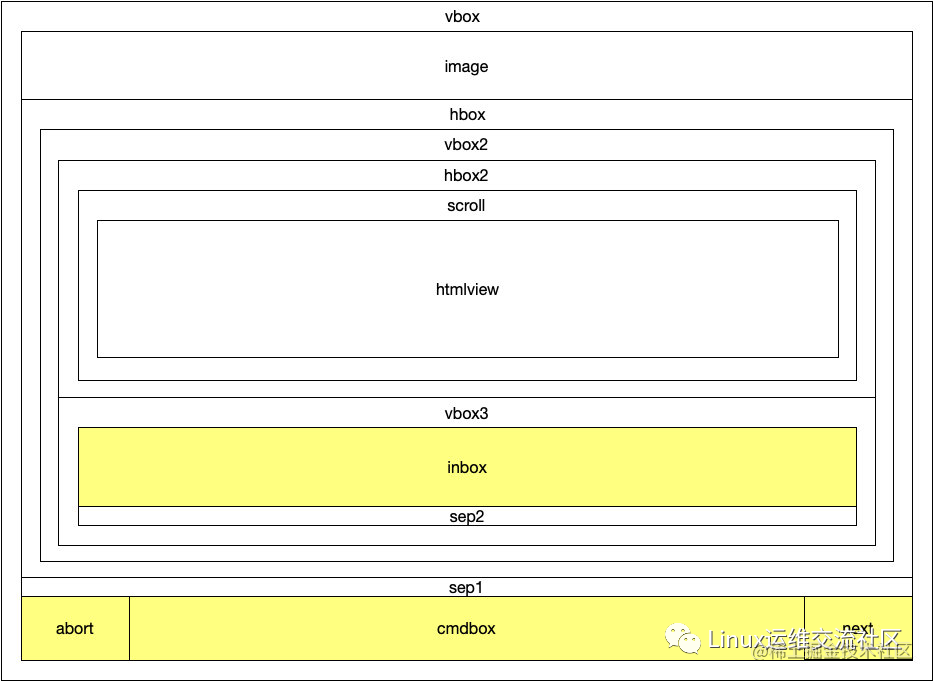 vbox
image
hbox
vbox2
hbox2
scroll
htmlview
vbox3
inbox
sep2
sep1
abort
cmdbox
next
Linux运维交流社区
@稀土掘金技术社区